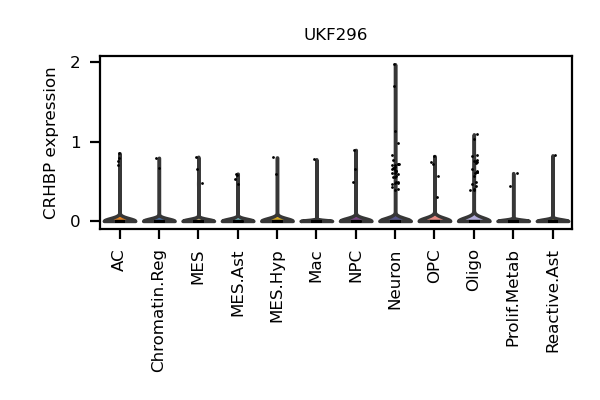 UKF296
CRHBP expression
2
1
0
AC
Chromatin.Reg
MES
MES.Ast
MES.Hyp
Mac
NPC
Neuron
OPC
Oligo
Prolif.Metab
Reactive.Ast